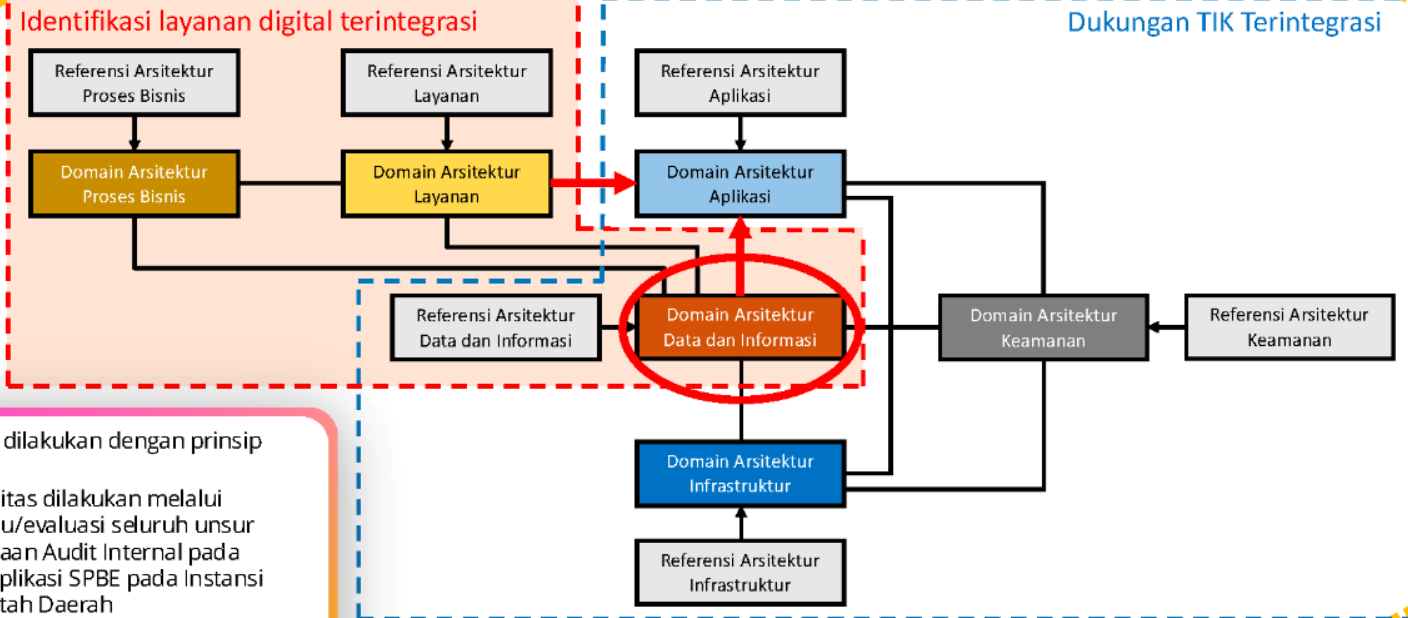 Identifikasi layanan digital terintegrasi
Dukungan TIK Terintegrasi
Referensi Arsitektur
Proses Bisnis
Referensi Arsitektur
Layanan
Referensi Arsitektur
Aplikasi
Domain Arsitektur
Proses Bisnis
Domain Arsitektur
Layanan
Domain Arsitektur
Aplikasi
Referensi Arsitektur
Data dan Informasi
Domain Arsitektur
Data dan Informasi
Domain Arsitektur
Keamanan
Referensi Arsitektur
Keamanan
Domain Arsitektur
Infrastruktur
Referensi Arsitektur
Infrastruktur
dilakukan dengan prinsip
itas dilakukan melalui
u/evaluasi seluruh unsur
aan Audit Internal pada
plikasi SPBE pada Instansi
tah Daerah